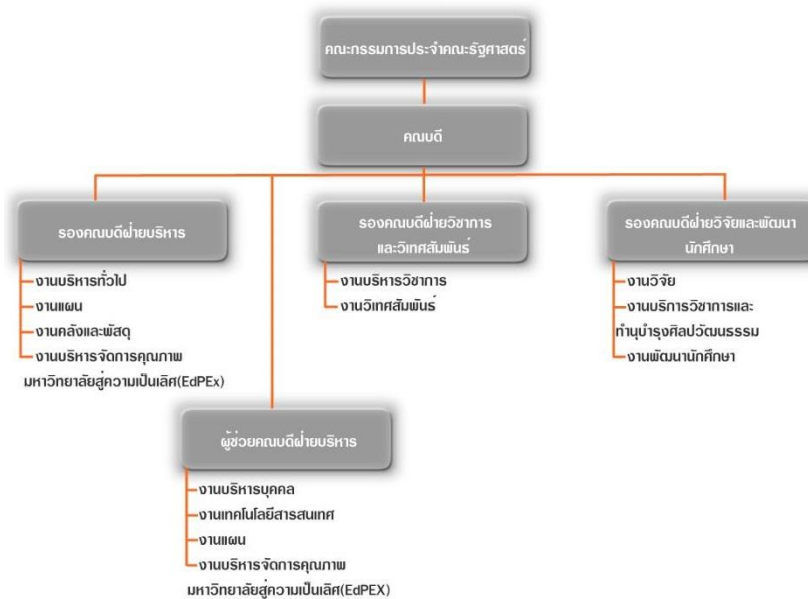 คณะกรรมการประจำคณะรัฐศาสตร์
คณบดี
รองคณบดีฝ่ายบริหาร
งานบริหารทั่วไป
งานแผน
งานคลังและพัสดุ
งานบริหารจัดการคุณภาพ
มหาวิทยาลัยสู่ความเป็นเลิศ(EdPEx)
รองคณบดีฝ่ายวิชาการ
และวิเทศสัมพันธ์
งานบริหารวิชาการ
งานวิเทศสัมพันธ์
รองคณบดีฝ่ายวิจัยและพัฒนา
นักศึกษา
งานวิจัย
งานบริการวิชาการและ
ทำนุบำรุงศิลปวัฒนธรรม
งานพัฒนานักศึกษา
ผู้ช่วยคณบดีฝ่ายบริหาร
งานบริหารบุคคล
งานเทคโนโลยีสารสนเทศ
งานแผน
งานบริหารจัดการคุณภาพ
มหาวิทยาลัยสู่ความเป็นเลิศ(EdPEX)